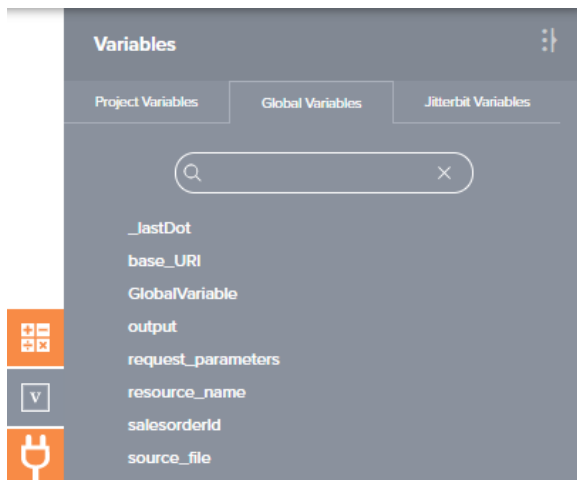 Variables
Project Variables Global Variables Jitterbit Variables
_lastDot
base_URI
GlobalVariable
output
request_parameters
resource_name
V
salesorderId
source_file